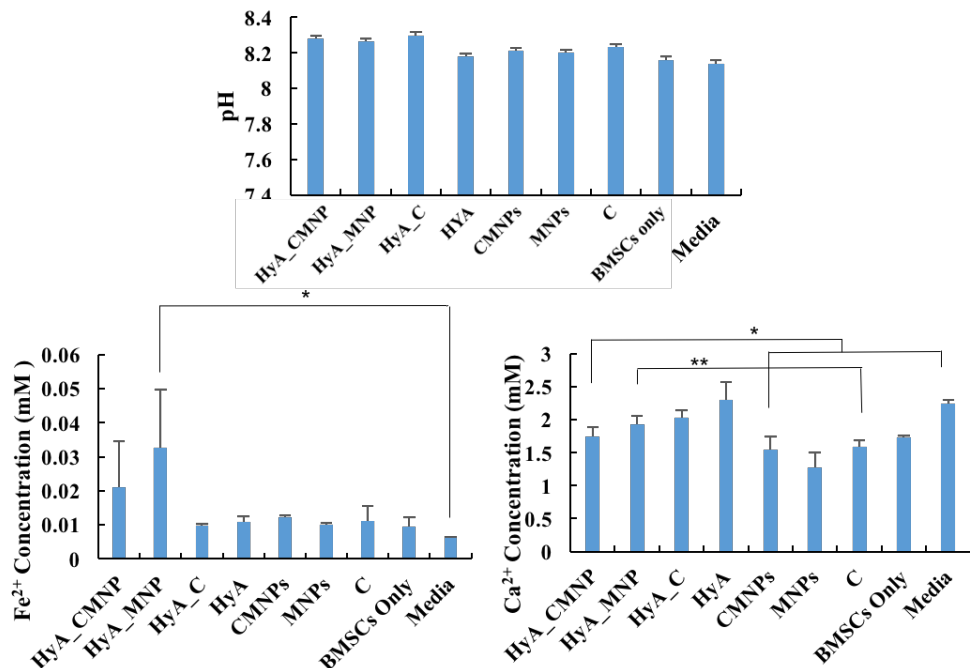 8.4
8.2
8
7.8
7.6
7.4
pH
HyA_CMNP
HyA_MNP
HyA_C
HYA
CMNPs
MNPs
C
BMSCs only
Media
*
0.06
0.05
0.04
0.03
0.02
0.01
0
Fe²⁺ Concentration (mM )
HyA_CMNP
HyA_MNP
HyA_C
HyA
CMNPs
MNPs
C
BMSCs Only
Media
*
**
3
2.5
2
1.5
1
0.5
0
Ca²⁺ Concentration (mM)
HyA_CMNP
HyA_MNP
HyA_C
HyA
CMNPs
MNPs
C
BMSCs Only
Media